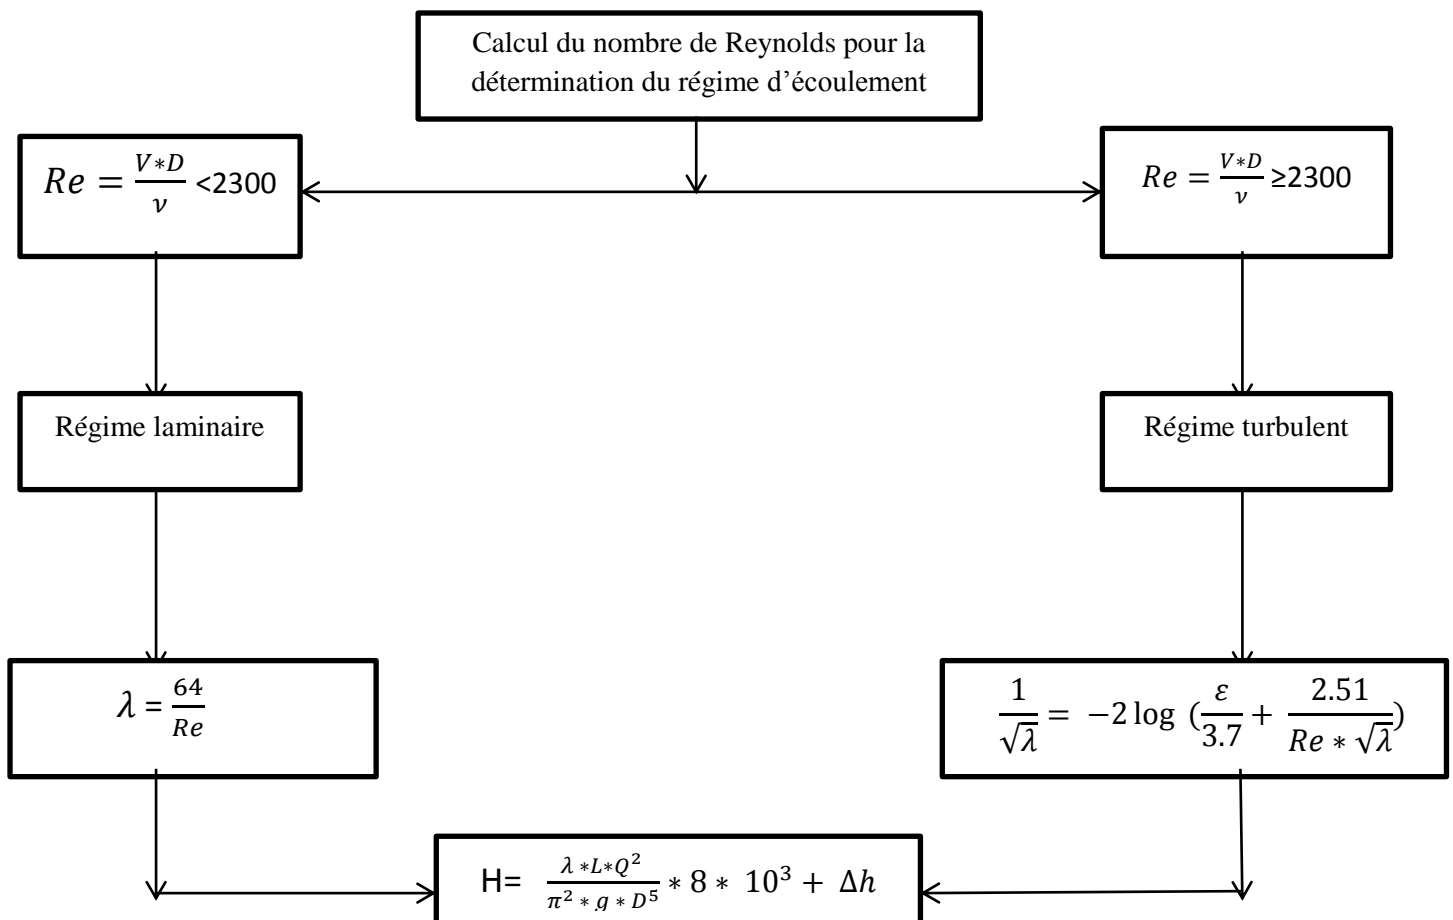 Calcul du nombre de Reynolds pour la
détermination du régime d’écoulement
Re = V*D/ν <2300
Re = V*D/ν ≥2300
Régime laminaire
Régime turbulent
λ = 64/Re
1/√λ = −2 log (ε/3.7 + 2.51/(Re * √λ))
H= (λ *L*Q²)/(π² * g * D⁵) * 8 * 10³ + Δh